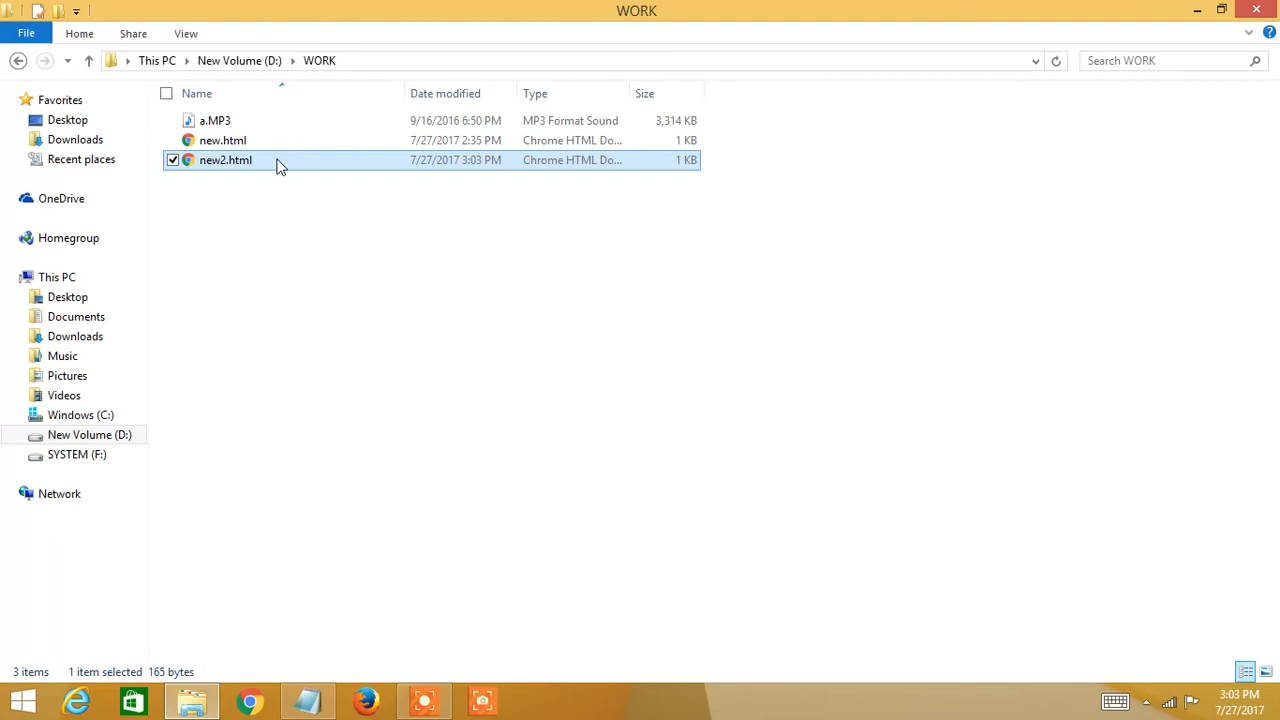 WORK
File Home Share View
This PC New Volume (D:) WORK Search WORK
Name Date modified Type Size
Favorites
Desktop
Downloads
Recent places
OneDrive
Homegroup
This PC
Desktop
Documents
Downloads
Music
Pictures
Videos
Windows (C:)
New Volume (D:)
SYSTEM (F:)
Network
a.MP3 9/16/2016 6:50 PM MP3 Format Sound 3,314 KB
new.html 7/27/2017 2:35 PM Chrome HTML Do... 1 KB
new2.html 7/27/2017 3:03 PM Chrome HTML Do... 1 KB
3 items 1 item selected 165 bytes
3:03 PM
7/27/2017